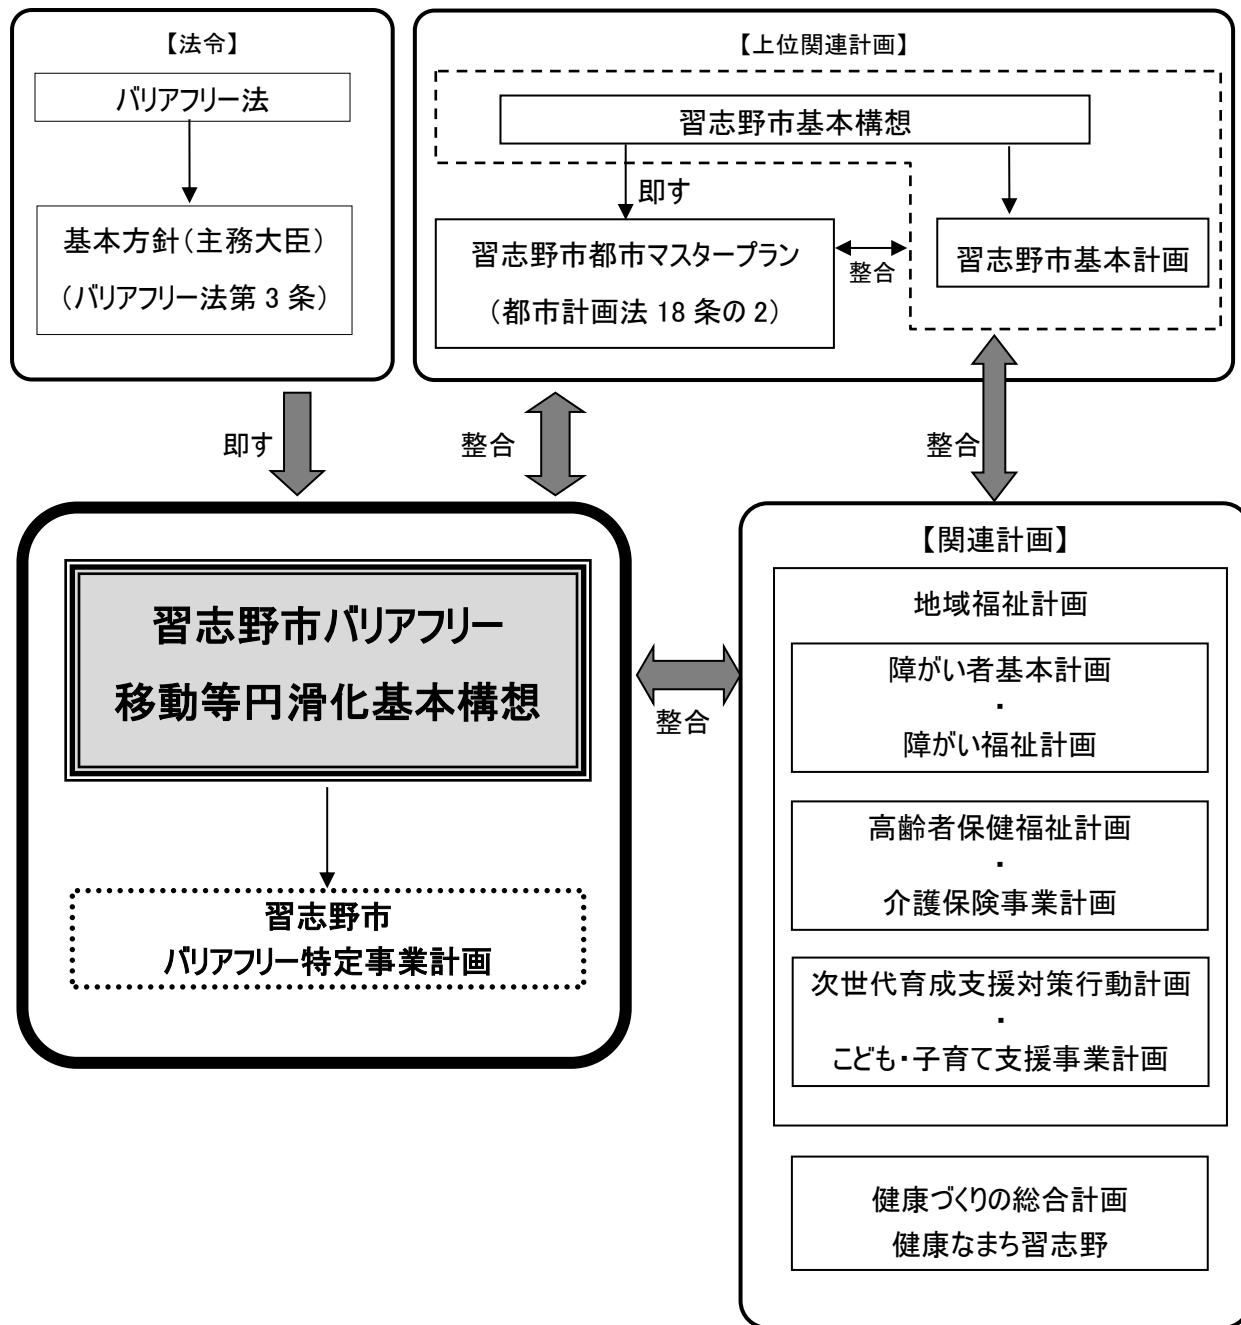 【法令】
バリアフリー法
基本方針（主務大臣）
（バリアフリー法第 3 条）
【上位関連計画】
習志野市基本構想
即す
習志野市都市マスタープラン
（都市計画法 18 条の 2）
整合
習志野市基本計画
即す
整合
整合
習志野市バリアフリー
移動等円滑化基本構想
習志野市
バリアフリー特定事業計画
整合
【関連計画】
地域福祉計画
障がい者基本計画
・
障がい福祉計画
高齢者保健福祉計画
・
介護保険事業計画
次世代育成支援対策行動計画
・
こども・子育て支援事業計画
健康づくりの総合計画
健康なまち習志野